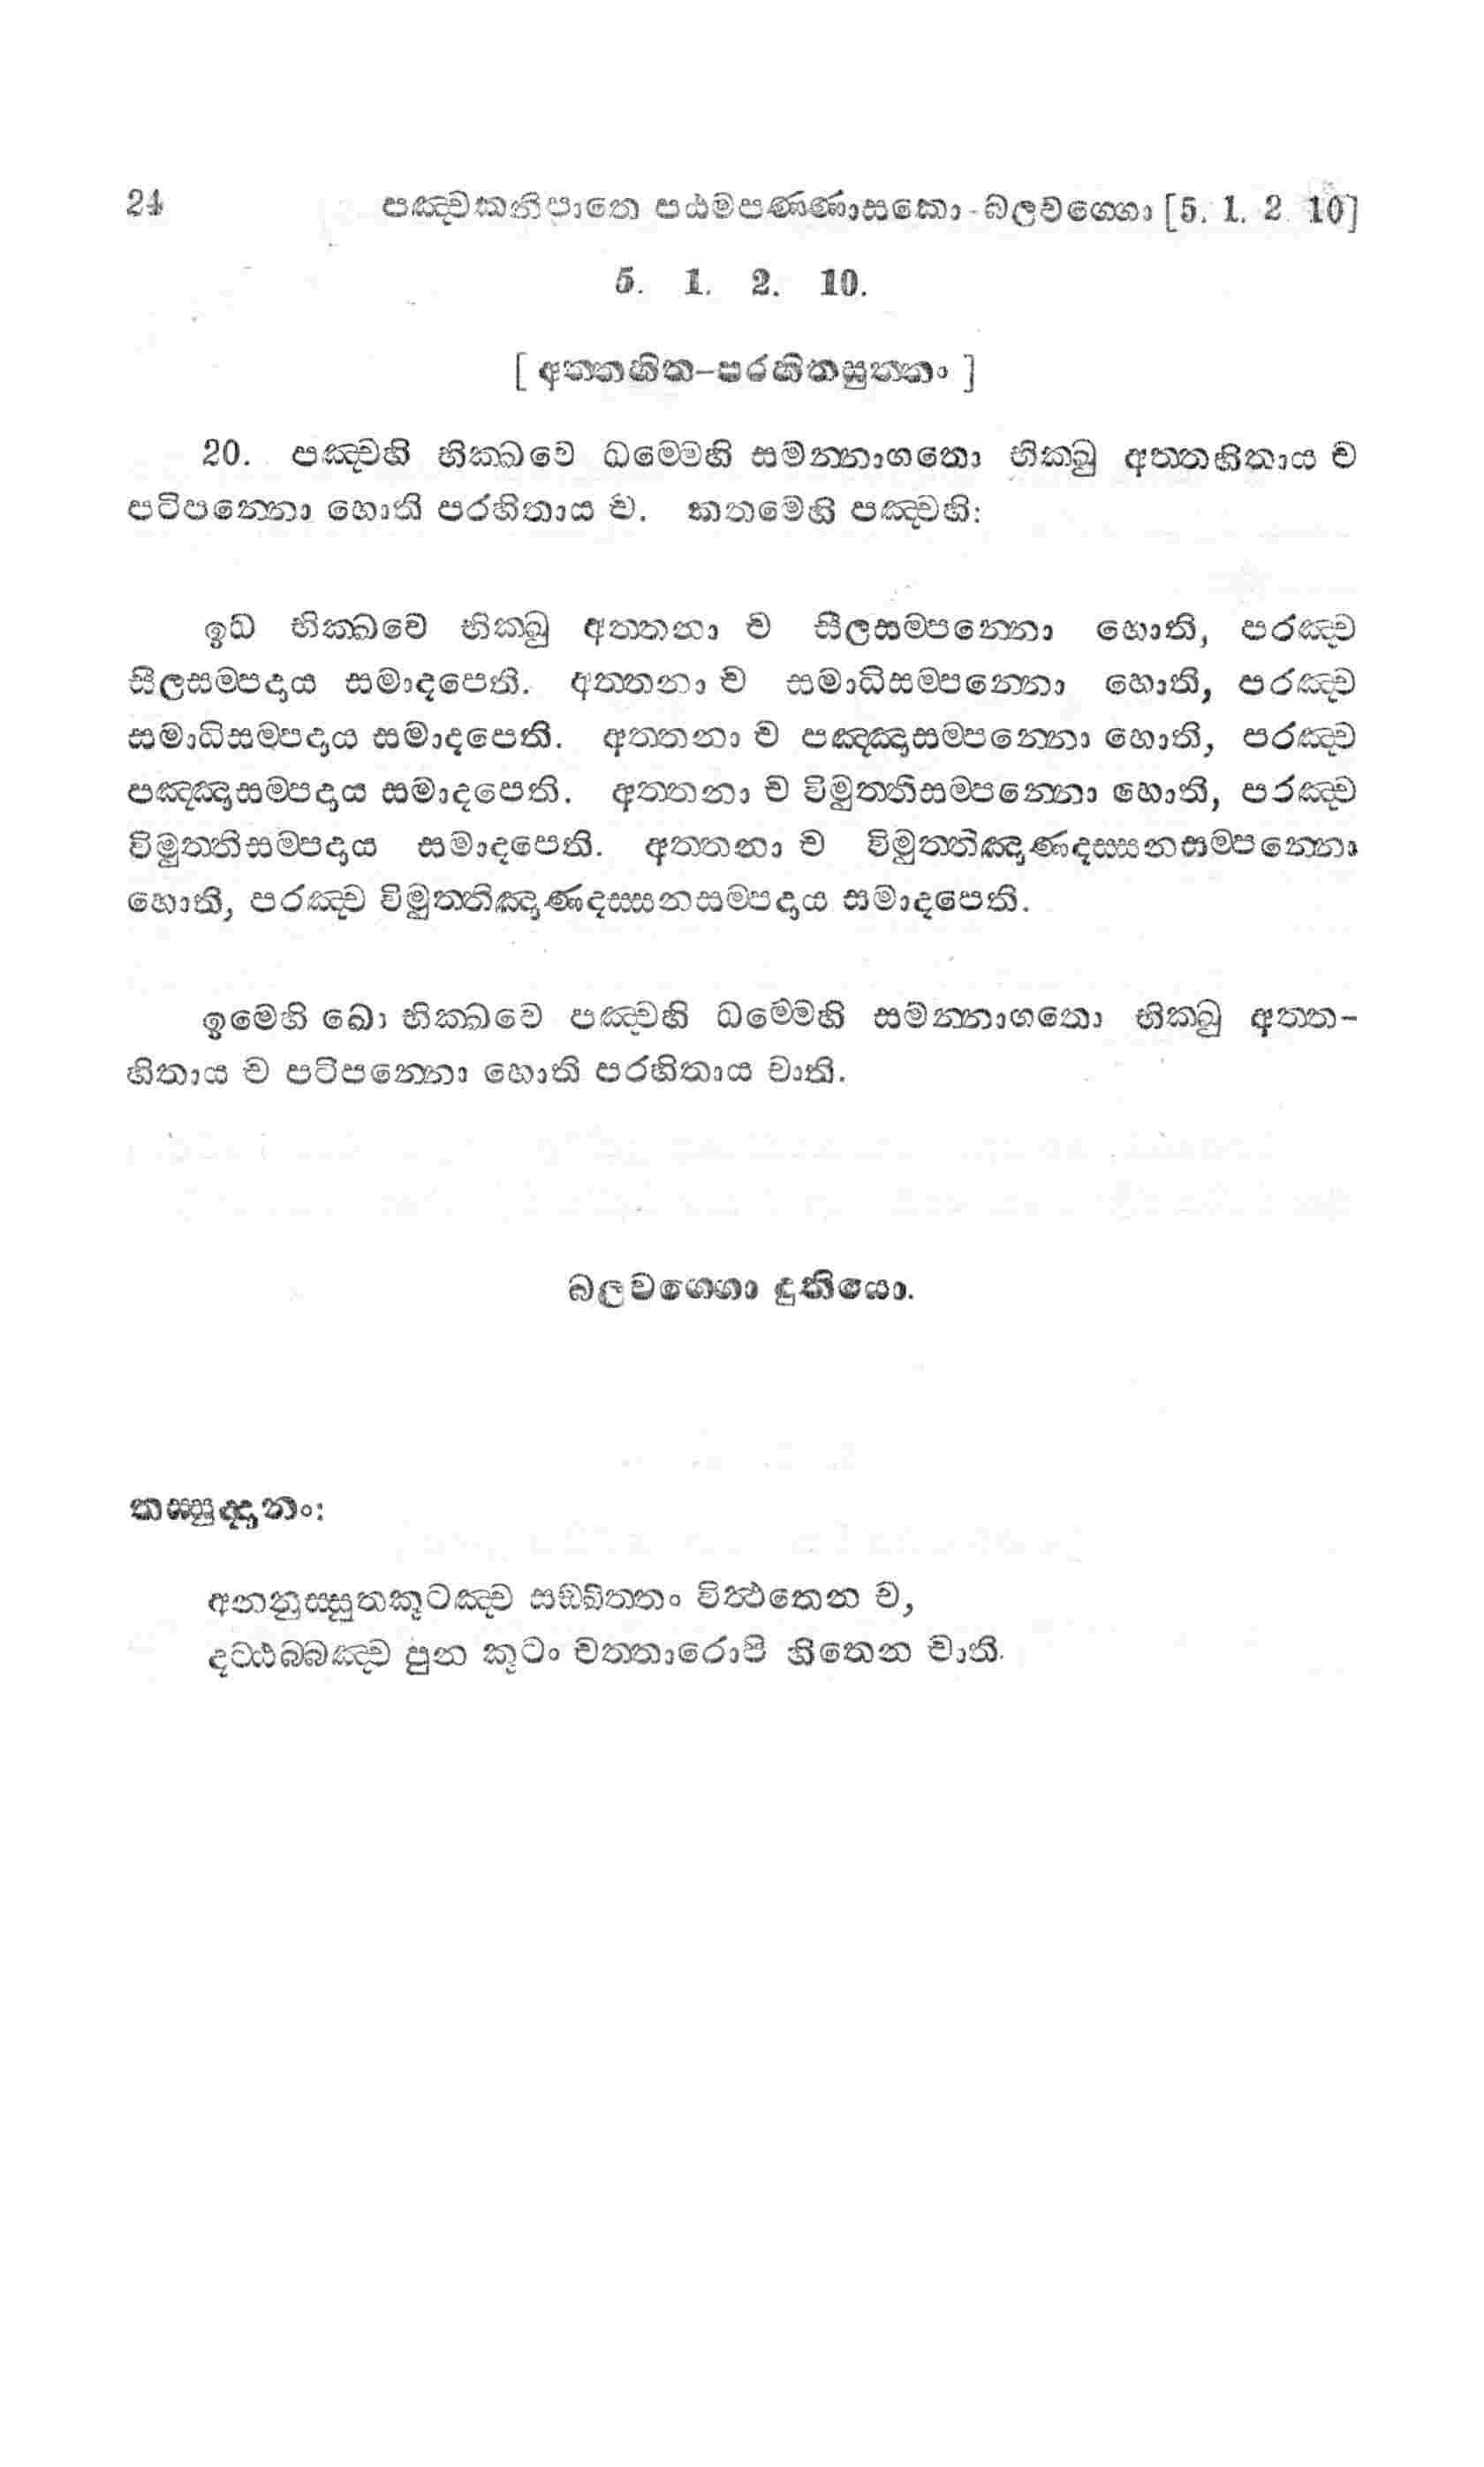 24 පඤ්චකනිපාතෙ පඨමපණ්ණාසකො - බලවග්ගො [5. 1. 2 10]
5. 1. 2. 10.
[ අත්තහිත-පරහිතසුත්තං ]
20. පඤ්චහි භික්ඛවෙ ධම්මෙහි සමන්නාගතො භික්ඛු අත්තහිතාය ච
පටිපන්නො හොති පරහිතාය ච. කතමෙහි පඤ්චහි:
ඉධ භික්ඛවෙ භික්ඛු අත්තනා ච සීලසම්පන්නො හොති, පරඤ්ච
සීලසම්පදාය සමාදපෙති. අත්තනා ච සමාධිසම්පන්නො හොති, පරඤ්ච
සමාධිසම්පදාය සමාදපෙති. අත්තනා ච පඤ්ඤාසම්පන්නො හොති, පරඤ්ච
පඤ්ඤාසම්පදාය සමාදපෙති. අත්තනා ච විමුත්තිසම්පන්නො හොති, පරඤ්ච
විමුත්තිසම්පදාය සමාදපෙති. අත්තනා ච විමුත්තිඤාණදස්සනසම්පන්නො
හොති, පරඤ්ච විමුත්තිඤාණදස්සනසම්පදාය සමාදපෙති.
ඉමෙහි ඛො භික්ඛවෙ පඤ්චහි ධම්මෙහි සමන්නාගතො භික්ඛු අත්ත-
හිතාය ච පටිපන්නො හොති පරහිතාය චාති.
බලවග්ගො දුතියො.
තස්සුද්දානං:
අනනුස්සුතකූටඤ්ච සඞ්ඛිත්තං විත්ථතෙන ච,
දට්ඨබ්බඤ්ච පුන කූටං චත්තාරොපි හිතෙන චාති.